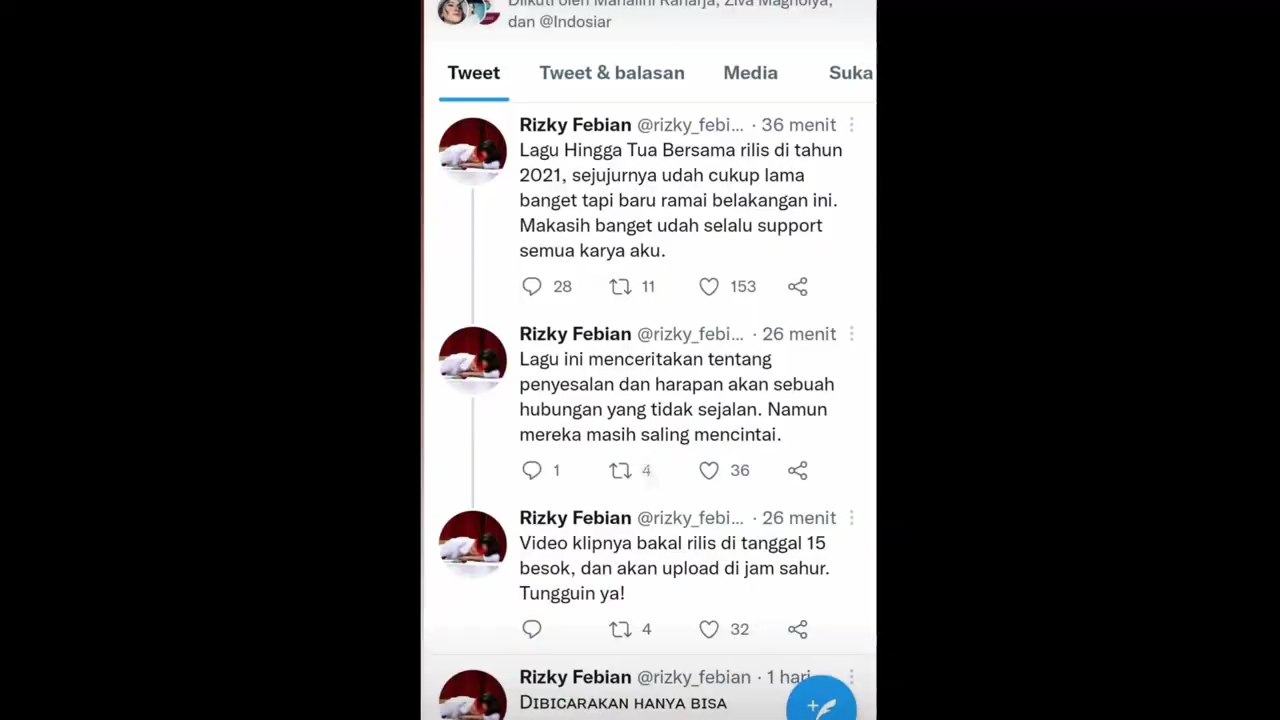 Diikuti oleh Mahalini Raharja, Ziva Magnolya,
dan @Indosiar
Tweet
Tweet & balasan
Media
Suka
Rizky Febian @rizky_febi... · 36 menit
Lagu Hingga Tua Bersama rilis di tahun
2021, sejujurnya udah cukup lama
banget tapi baru ramai belakangan ini.
Makasih banget udah selalu support
semua karya aku.
28 11 153
Rizky Febian @rizky_febi... · 26 menit
Lagu ini menceritakan tentang
penyesalan dan harapan akan sebuah
hubungan yang tidak sejalan. Namun
mereka masih saling mencintai.
1 4 36
Rizky Febian @rizky_febi... · 26 menit
Video klipnya bakal rilis di tanggal 15
besok, dan akan upload di jam sahur.
Tungguin ya!
4 32
Rizky Febian @rizky_febian · 1 hari
Dɪʙɪᴄᴀʀᴀᴋᴀɴ ʜᴀɴʏᴀ ʙɪsᴀ